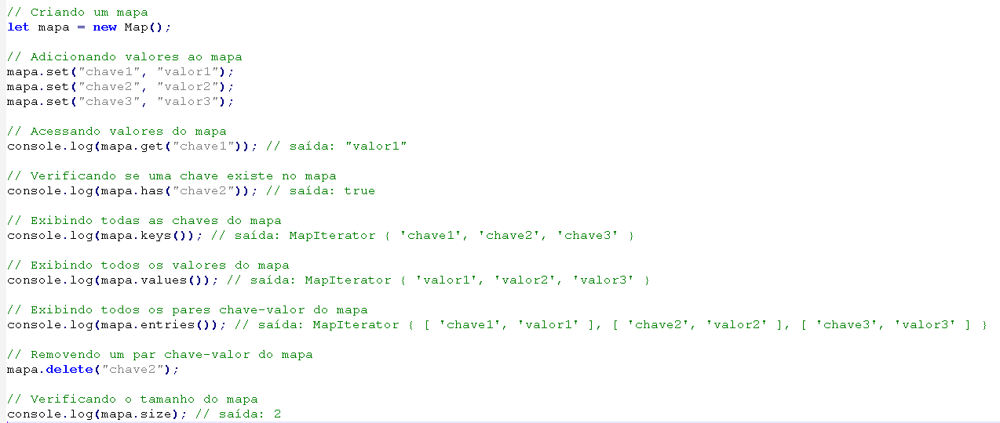 // Criando um mapa
let mapa = new Map();
// Adicionando valores ao mapa
mapa.set("chave1", "valor1");
mapa.set("chave2", "valor2");
mapa.set("chave3", "valor3");
// Acessando valores do mapa
console.log(mapa.get("chave1")); // saída: "valor1"
// Verificando se uma chave existe no mapa
console.log(mapa.has("chave2")); // saída: true
// Exibindo todas as chaves do mapa
console.log(mapa.keys()); // saída: MapIterator { 'chave1', 'chave2', 'chave3' }
// Exibindo todos os valores do mapa
console.log(mapa.values()); // saída: MapIterator { 'valor1', 'valor2', 'valor3' }
// Exibindo todos os pares chave-valor do mapa
console.log(mapa.entries()); // saída: MapIterator { [ 'chave1', 'valor1' ], [ 'chave2', 'valor2' ], [ 'chave3', 'valor3' ] }
// Removendo um par chave-valor do mapa
mapa.delete("chave2");
// Verificando o tamanho do mapa
console.log(mapa.size); // saída: 2